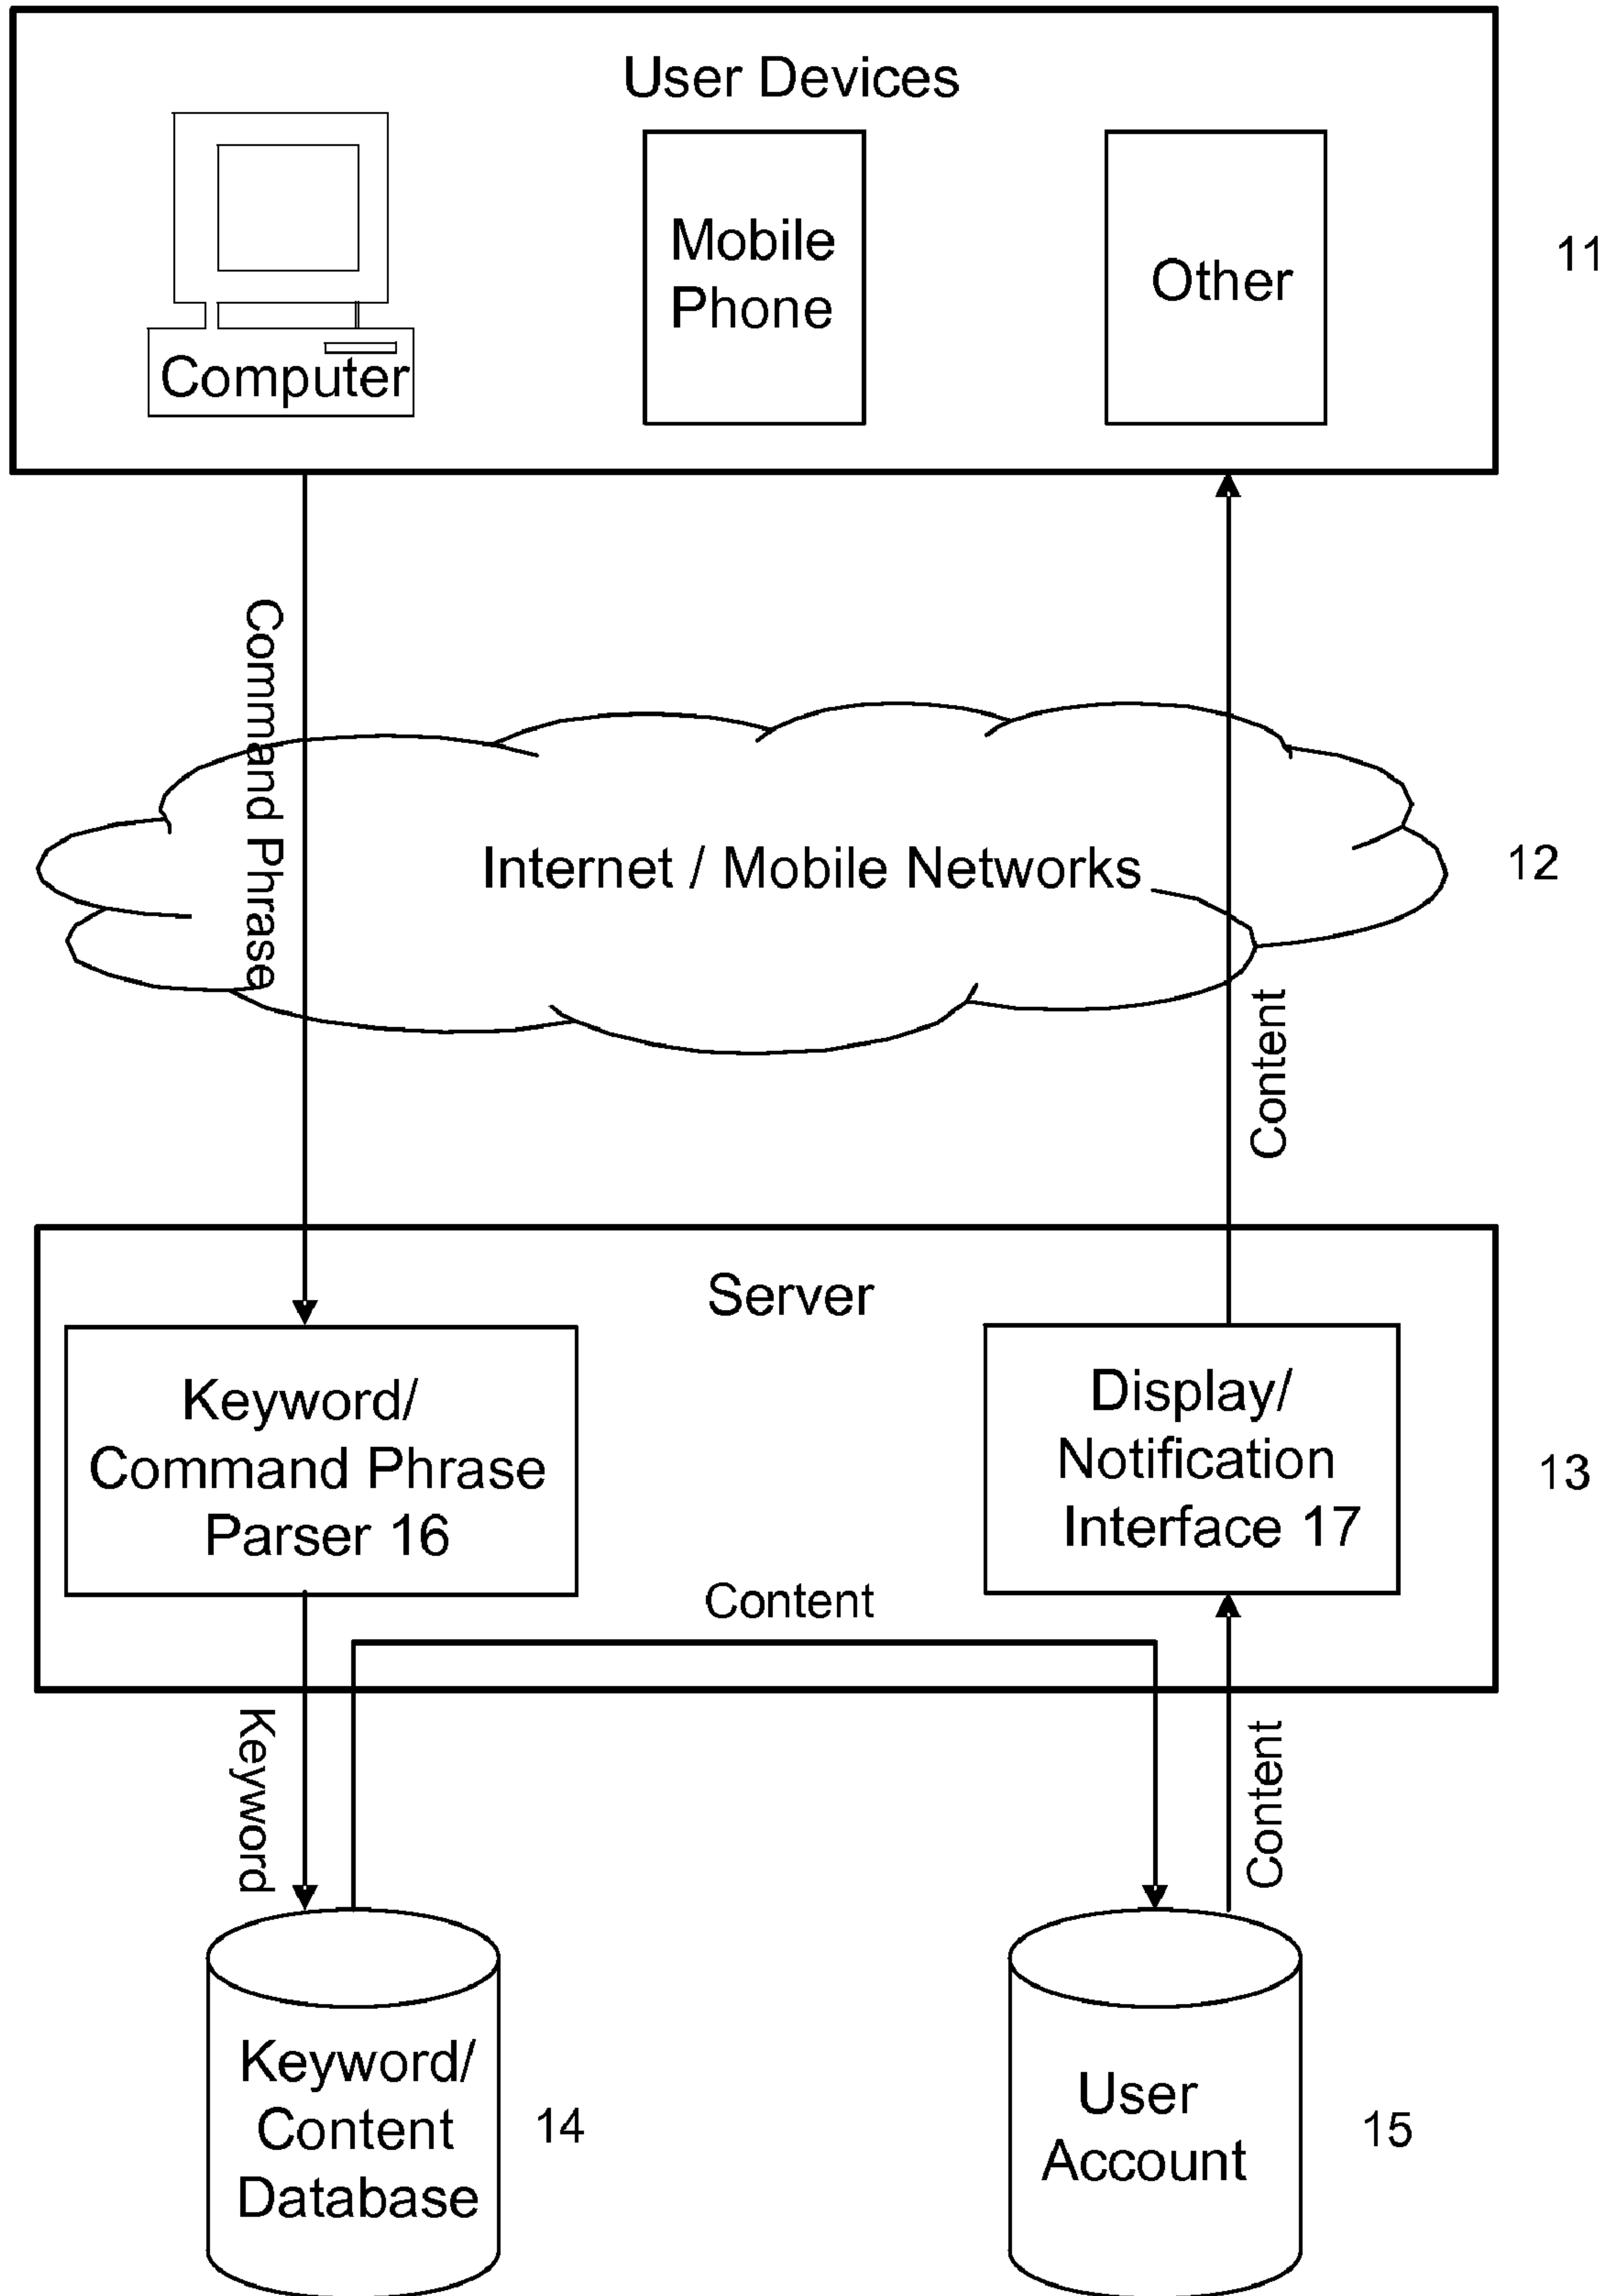 User Devices
Computer
Mobile
Phone
Other
11
Command Phrase
Internet / Mobile Networks
12
Content
Server
Keyword/
Command Phrase
Parser 16
Display/
Notification
Interface 17
13
Content
Keyword
Content
Keyword/
Content
Database
14
User
Account
15